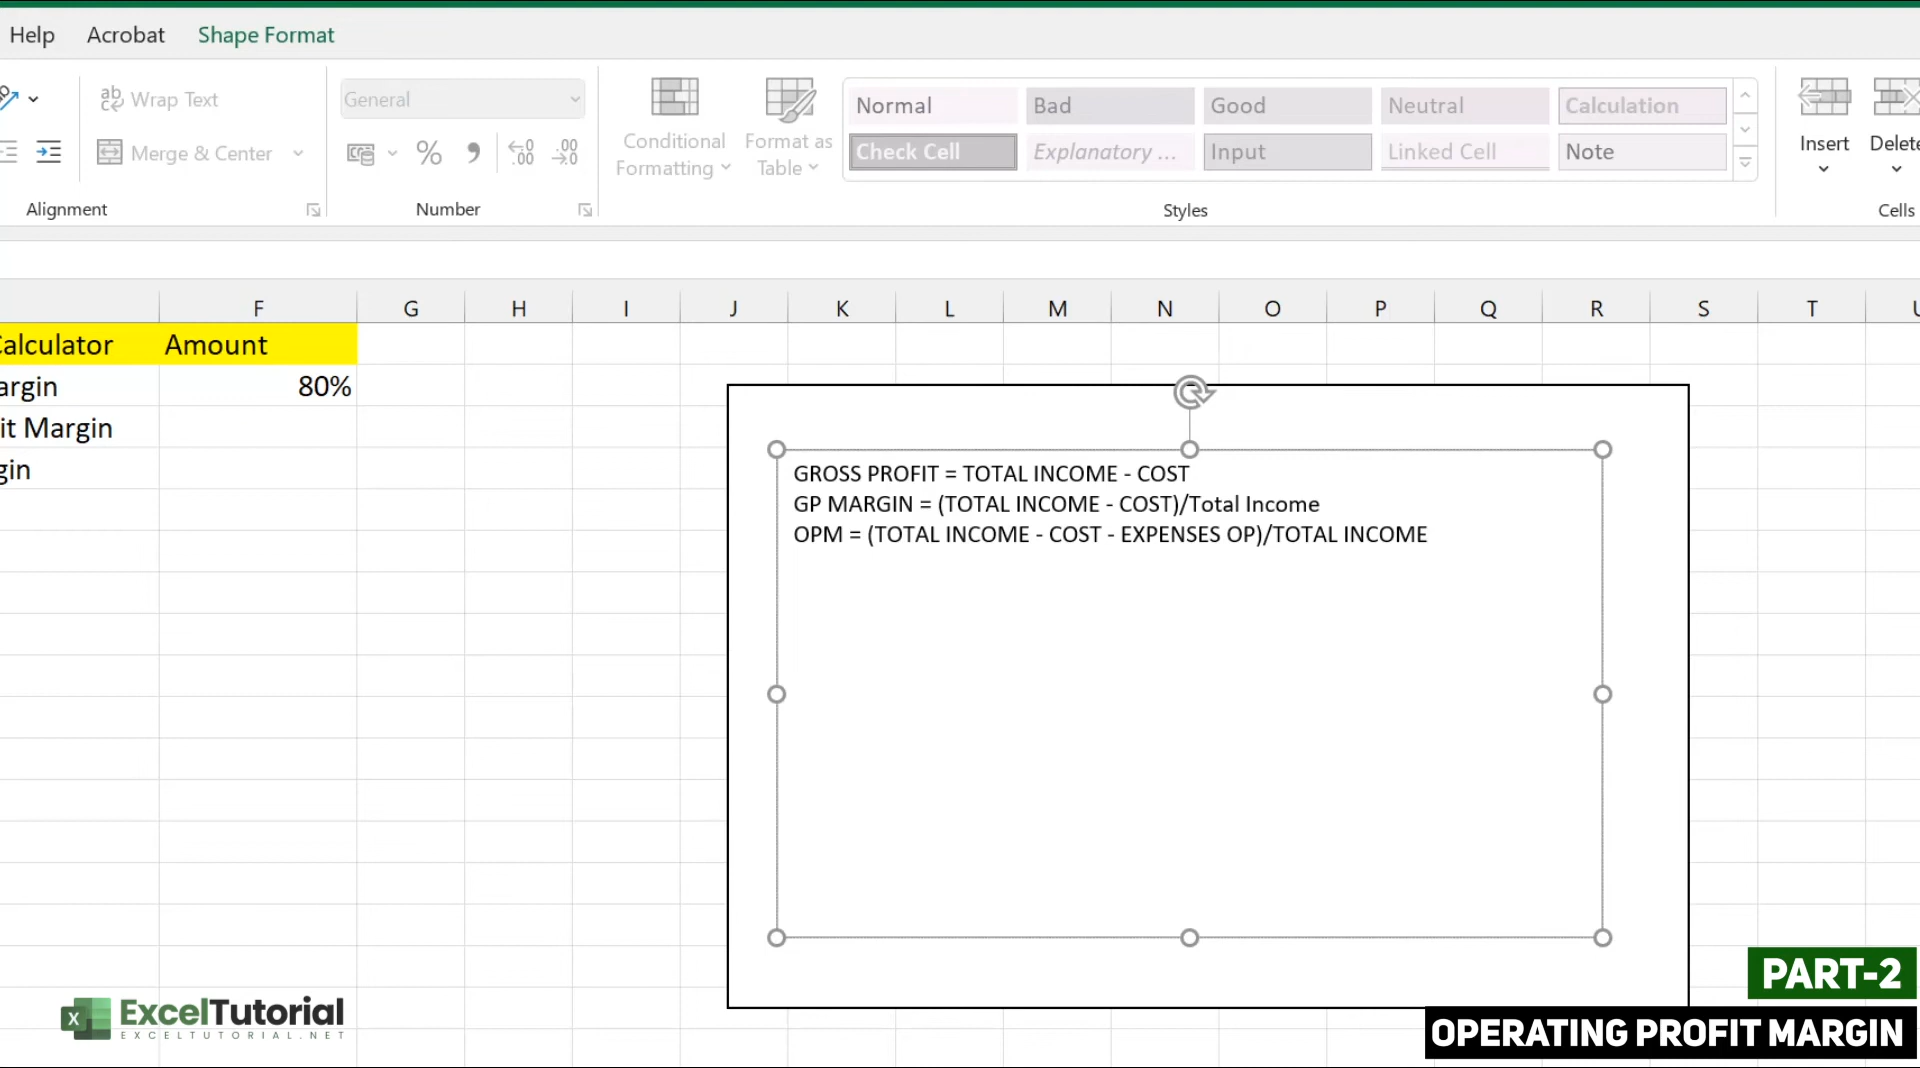 Help Acrobat Shape Format
Wrap Text General Normal Bad Good Neutral Calculation
Conditional Formatting Format as Table Insert Delete
Merge & Center % Check Cell Explanatory ... Input Linked Cell Note
Alignment Number Styles Cells
F G H I J K L M N O P Q R S T
Calculator Amount
argin 80%
it Margin
gin
GROSS PROFIT = TOTAL INCOME - COST
GP MARGIN = (TOTAL INCOME - COST)/Total Income
OPM = (TOTAL INCOME - COST - EXPENSES OP)/TOTAL INCOME
PART-2
OPERATING PROFIT MARGIN
X ExcelTutorial
EXCELTUTORIAL.NET